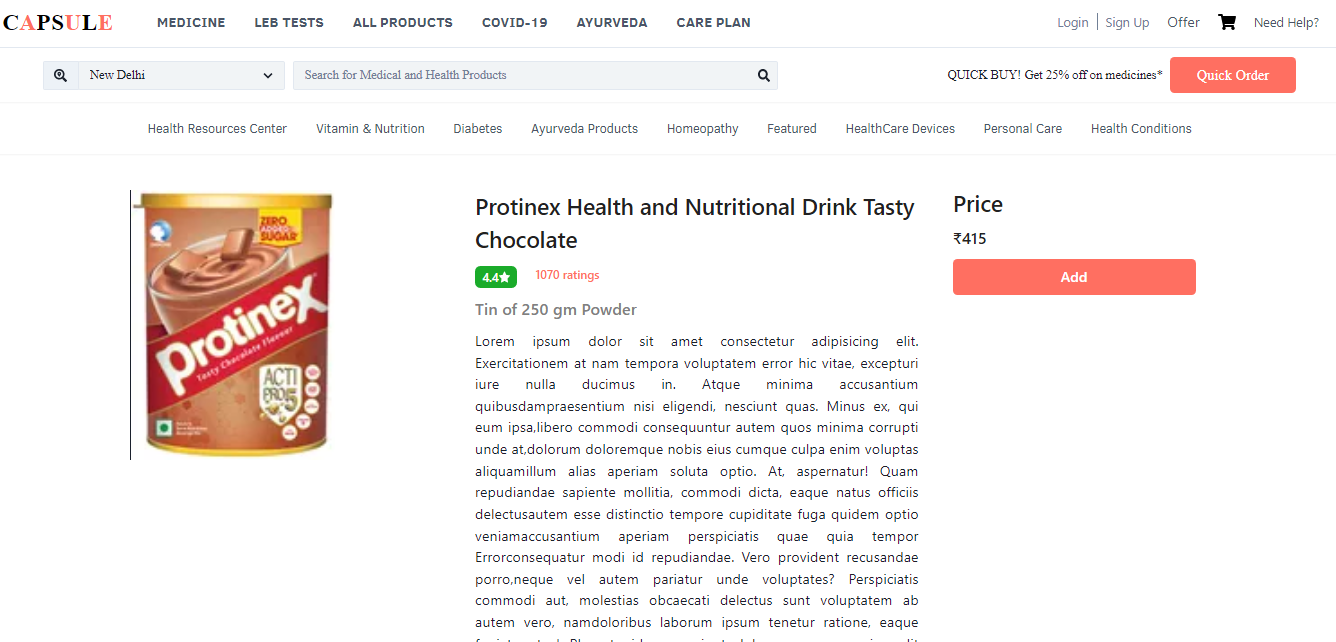 CAPSULE
MEDICINE LEB TESTS ALL PRODUCTS COVID-19 AYURVEDA CARE PLAN
Login Sign Up Offer Need Help?
New Delhi
Search for Medical and Health Products
QUICK BUY! Get 25% off on medicines*
Quick Order
Health Resources Center Vitamin & Nutrition Diabetes Ayurveda Products Homeopathy Featured HealthCare Devices Personal Care Health Conditions
ZERO
ADDED
SUGAR
Protinex
Tasty Chocolate Flavour
ACTI
PRO5
Protinex Health and Nutritional Drink Tasty
Chocolate
4.4★
1070 ratings
Tin of 250 gm Powder
Lorem ipsum dolor sit amet consectetur adipisicing elit.
Exercitationem at nam tempora voluptatem error hic vitae, excepturi
iure nulla ducimus in. Atque minima accusantium
quibusdampraesentium nisi eligendi, nesciunt quas. Minus ex, qui
eum ipsa,libero commodi consequuntur autem quos minima corrupti
unde at,dolorum doloremque nobis eius cumque culpa enim voluptas
aliquamillum alias aperiam soluta optio. At, aspernatur! Quam
repudiandae sapiente mollitia, commodi dicta, eaque natus officiis
delectusautem esse distinctio tempore cupiditate fuga quidem optio
veniamaccusantium aperiam perspiciatis quae quia tempor
Errorconsequatur modi id repudiandae. Vero provident recusandae
porro,neque vel autem pariatur unde voluptates? Perspiciatis
commodi aut, molestias obcaecati delectus sunt voluptatem ab
autem vero, namdoloribus laborum ipsum tenetur ratione, eaque
Price
₹415
Add